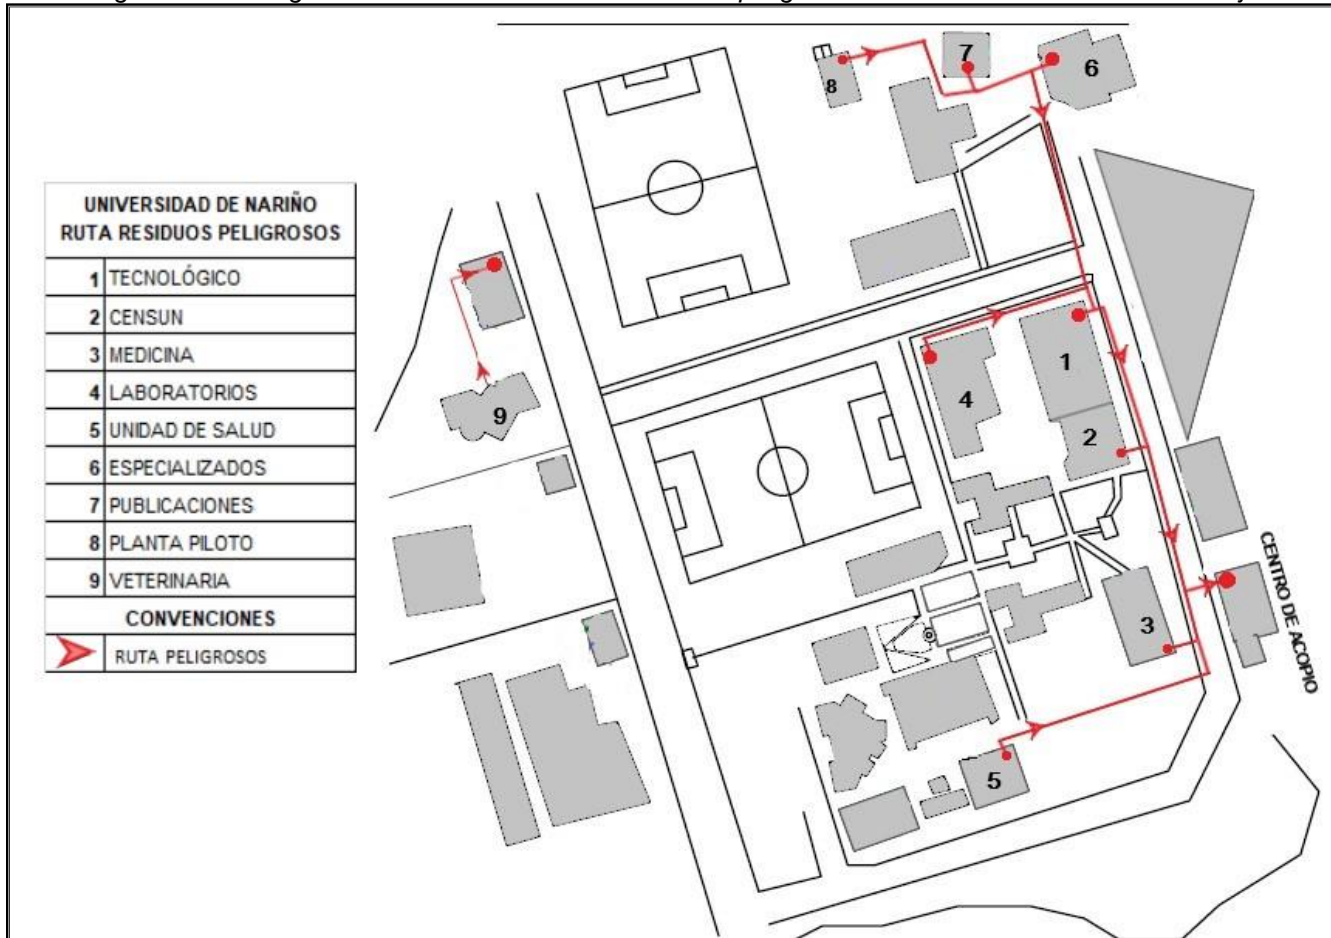 UNIVERSIDAD DE NARIÑO
RUTA RESIDUOS PELIGROSOS
1 TECNOLÓGICO
2 CENSUN
3 MEDICINA
4 LABORATORIOS
5 UNIDAD DE SALUD
6 ESPECIALIZADOS
7 PUBLICACIONES
8 PLANTA PILOTO
9 VETERINARIA
CONVENCIONES
RUTA PELIGROSOS
8
7
6
9
4
1
2
3
5
CENTRO DE ACOPIO